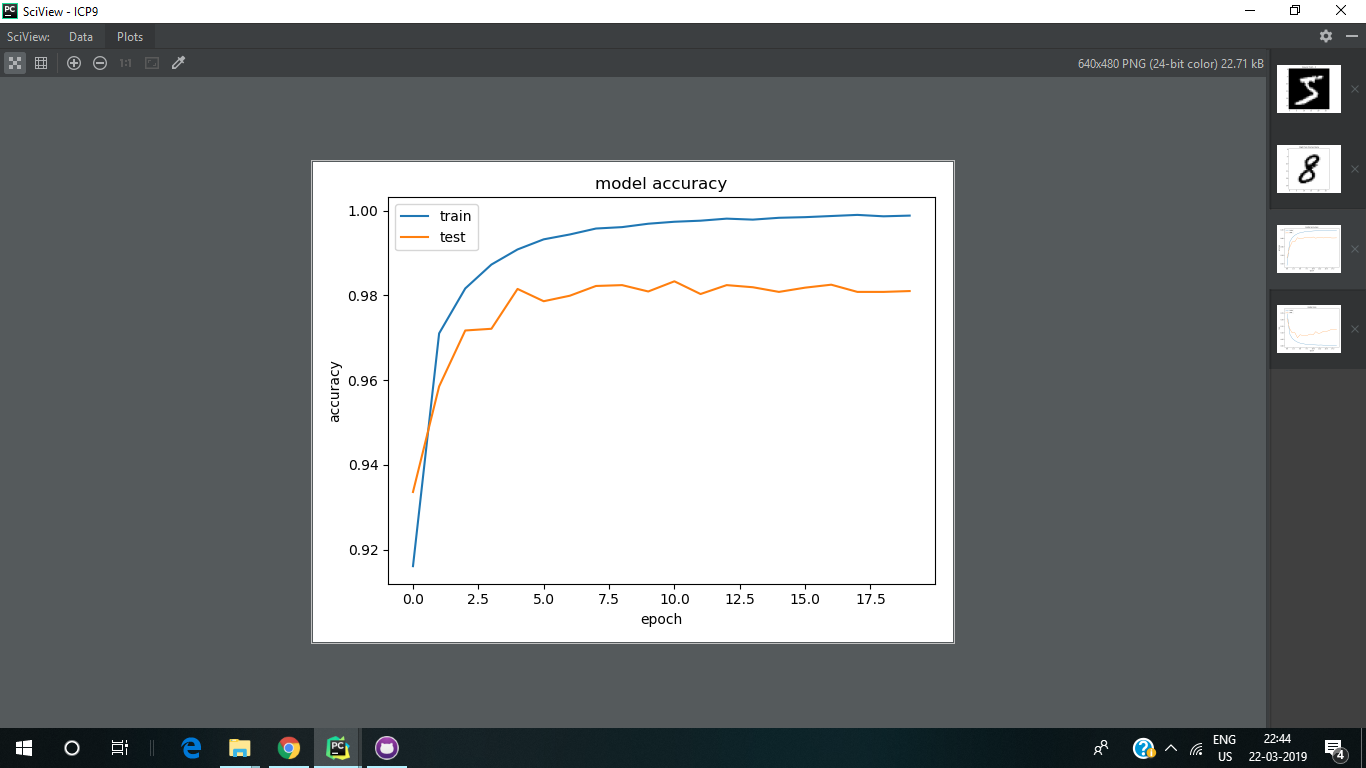 SciView - ICP9
SciView: Data Plots
1:1
640x480 PNG (24-bit color) 22.71 kB
model accuracy
train
test
1.00
0.98
0.96
0.94
0.92
accuracy
0.0 2.5 5.0 7.5 10.0 12.5 15.0 17.5
epoch
5
8
ENG
US
22:44
22-03-2019
4